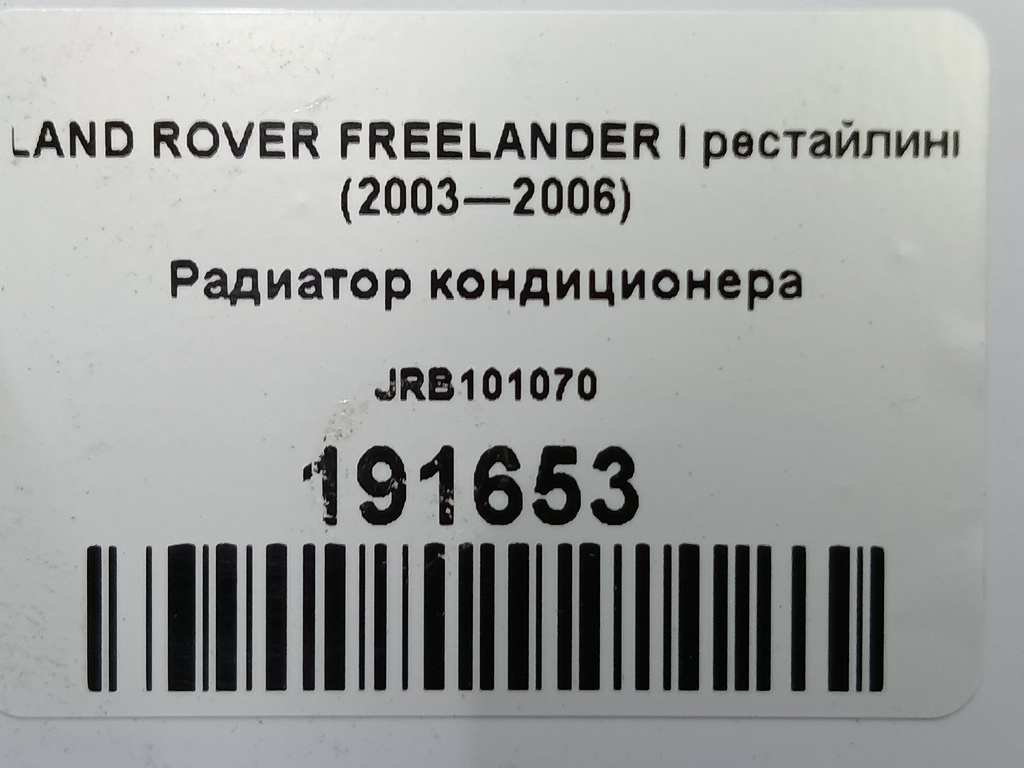 LAND ROVER FREELANDER I рестайлинг
(2003—2006)
Радиатор кондиционера
JRB101070
191653